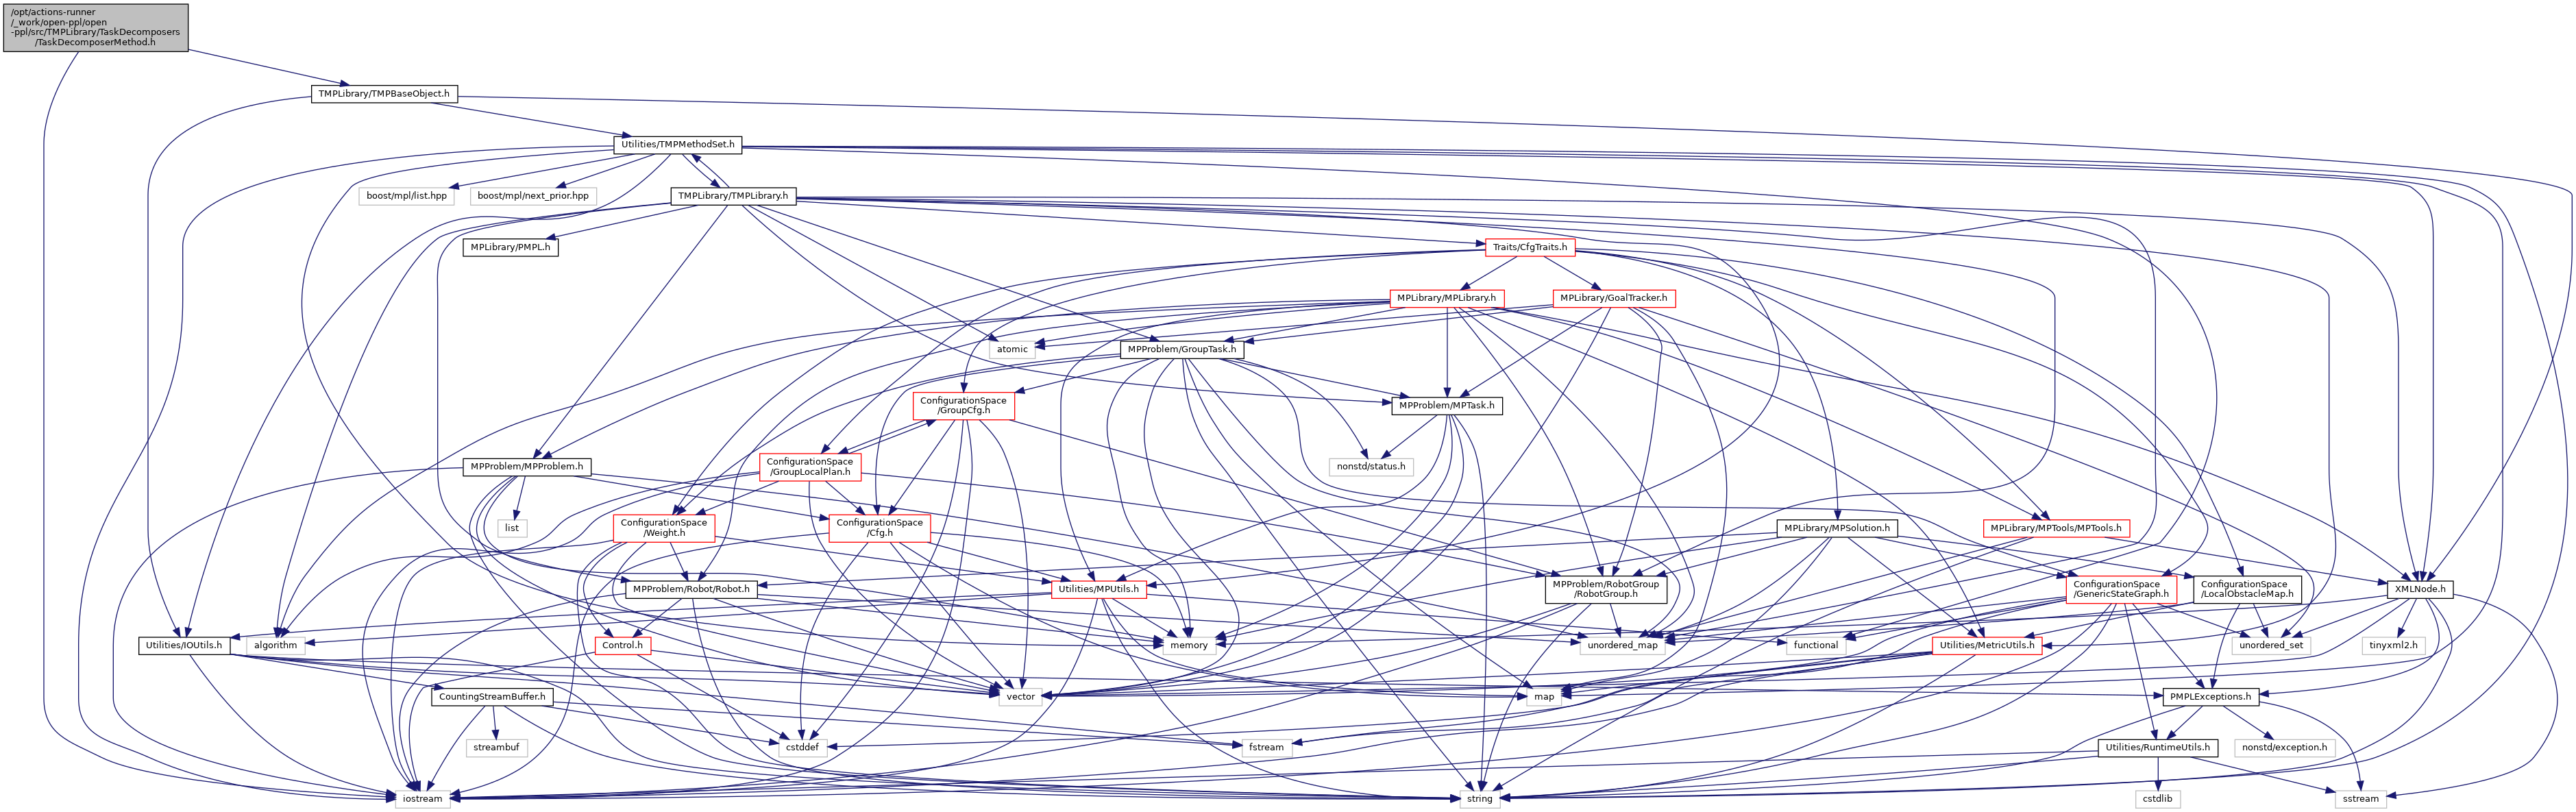 /opt/actions-runner
/_work/open-ppl/open
-ppl/src/TMPLibrary/TaskDecomposers
/TaskDecomposerMethod.h
TMPLibrary/TMPBaseObject.h
Utilities/TMPMethodSet.h
boost/mpl/list.hpp
boost/mpl/next_prior.hpp
TMPLibrary/TMPLibrary.h
MPLibrary/PMPL.h
Traits/CfgTraits.h
MPLibrary/MPLibrary.h
MPLibrary/GoalTracker.h
atomic
MPProblem/GroupTask.h
ConfigurationSpace
/GroupCfg.h
MPProblem/MPTask.h
MPProblem/MPProblem.h
ConfigurationSpace
/GroupLocalPlan.h
nonstd/status.h
list
ConfigurationSpace
/Weight.h
ConfigurationSpace
/Cfg.h
MPLibrary/MPSolution.h
MPLibrary/MPTools/MPTools.h
MPProblem/Robot/Robot.h
Utilities/MPUtils.h
MPProblem/RobotGroup
/RobotGroup.h
ConfigurationSpace
/GenericStateGraph.h
ConfigurationSpace
/LocalObstacleMap.h
XMLNode.h
Utilities/IOUtils.h
algorithm
Control.h
memory
unordered_map
functional
Utilities/MetricUtils.h
unordered_set
tinyxml2.h
CountingStreamBuffer.h
vector
map
PMPLExceptions.h
streambuf
cstddef
fstream
Utilities/RuntimeUtils.h
nonstd/exception.h
iostream
string
cstdlib
sstream